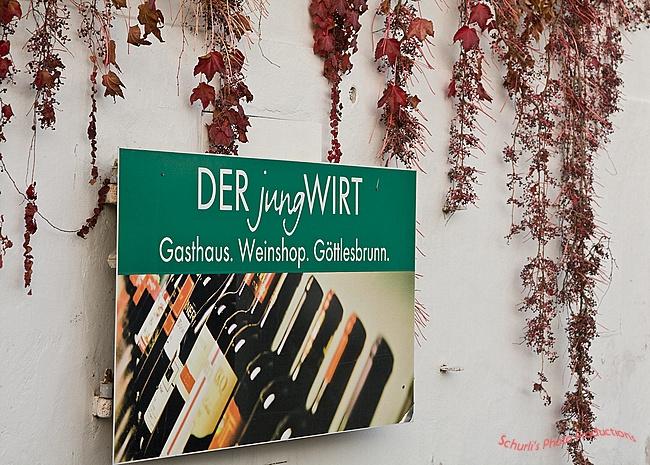 DER jungWIRT
Gasthaus. Weinshop. Göttlesbrunn.
Schurli's Photo Productions